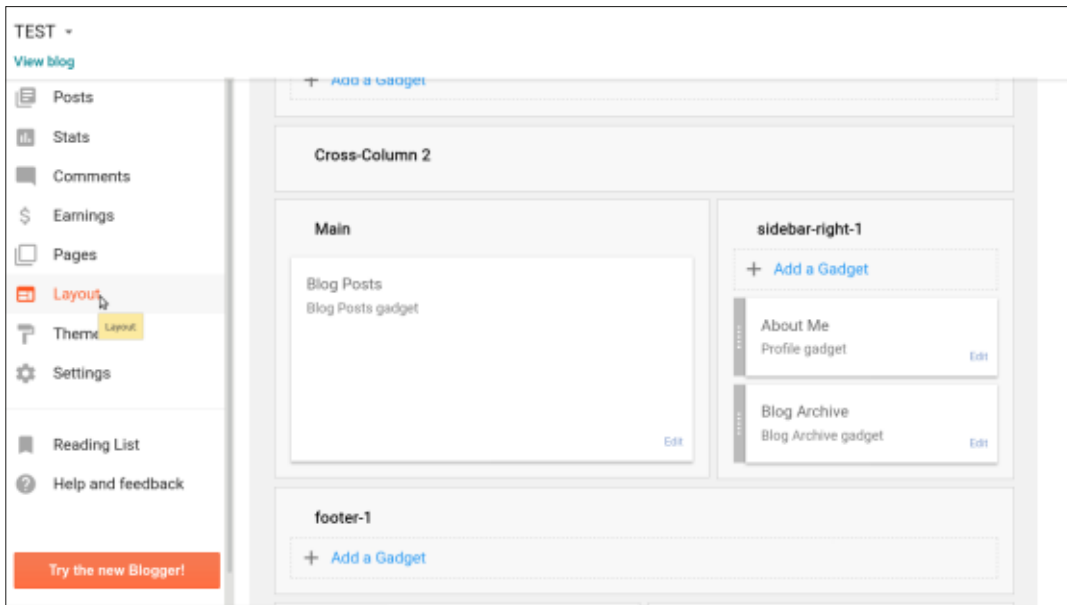 TEST
View blog
Posts
Stats
Comments
Earnings
Pages
Layout
Layout
Theme
Settings
Reading List
Help and feedback
Try the new Blogger!
+ Add a Gadget
Cross-Column 2
Main
Blog Posts
Blog Posts gadget
Edit
sidebar-right-1
+ Add a Gadget
About Me
Profile gadget
Edit
Blog Archive
Blog Archive gadget
Edit
footer-1
+ Add a Gadget